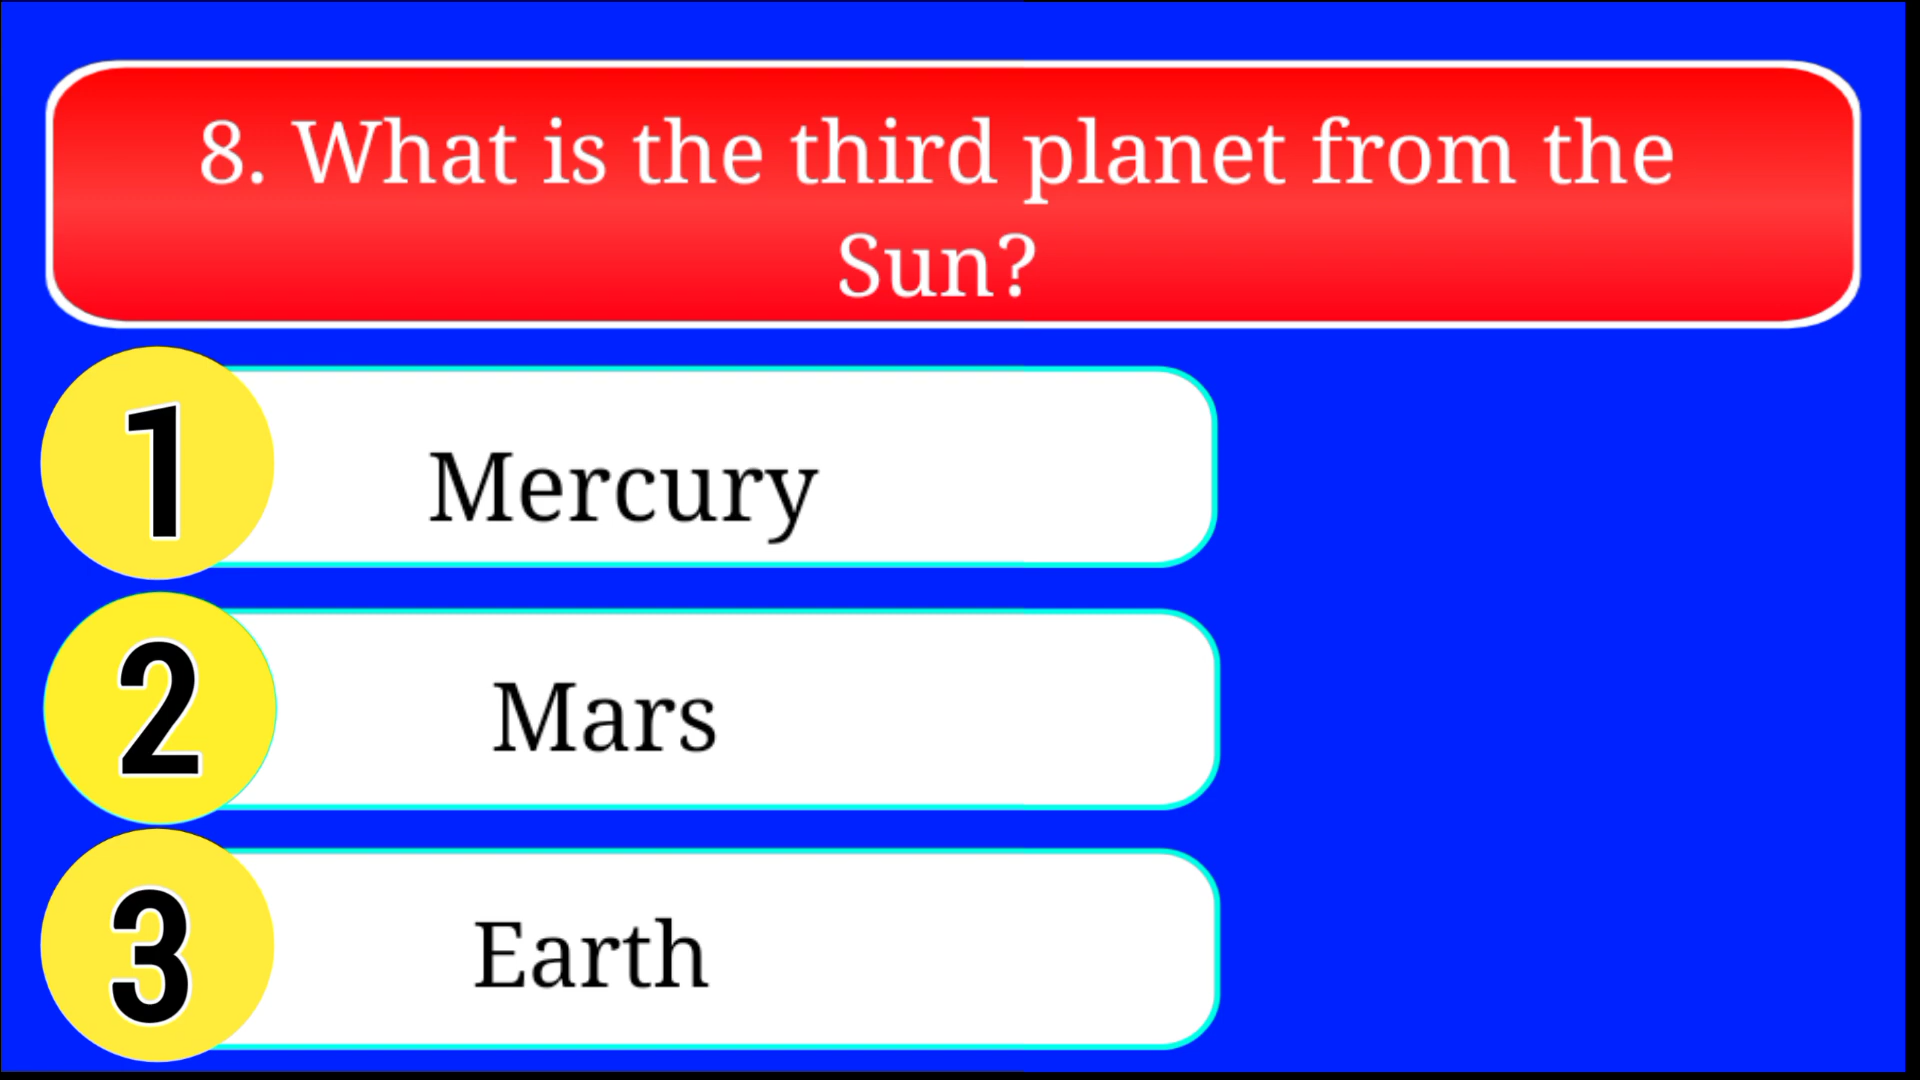 8. What is the third planet from the
Sun?
1
Mercury
2
Mars
3
Earth